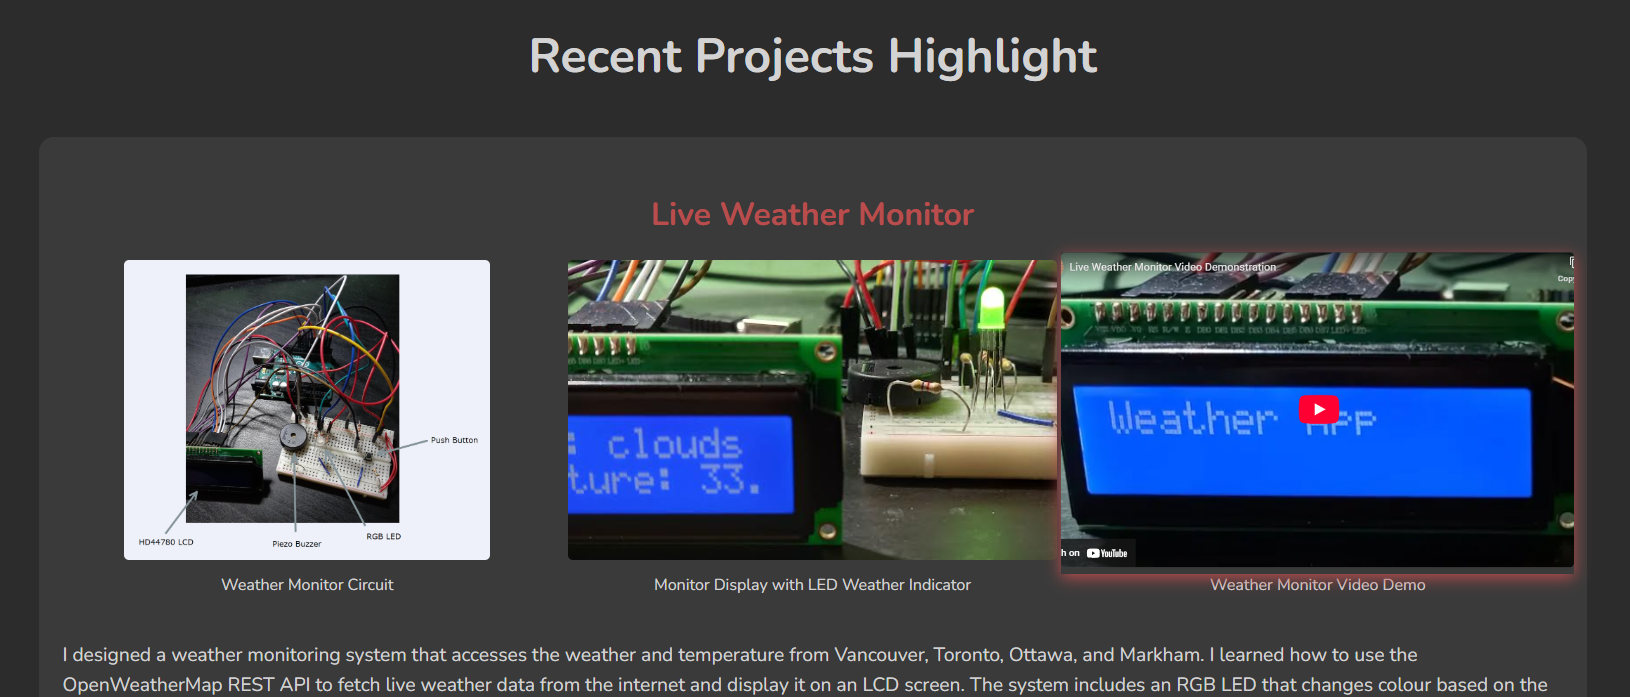 Recent Projects Highlight
Live Weather Monitor
Push Button
HD44780 LCD
Piezo Buzzer
RGB LED
: clouds
ture: 33.
Live Weather Monitor Video Demonstration
Weather App
h on YouTube
Weather Monitor Circuit
Monitor Display with LED Weather Indicator
Weather Monitor Video Demo
I designed a weather monitoring system that accesses the weather and temperature from Vancouver, Toronto, Ottawa, and Markham. I learned how to use the
OpenWeatherMap REST API to fetch live weather data from the internet and display it on an LCD screen. The system includes an RGB LED that changes colour based on the